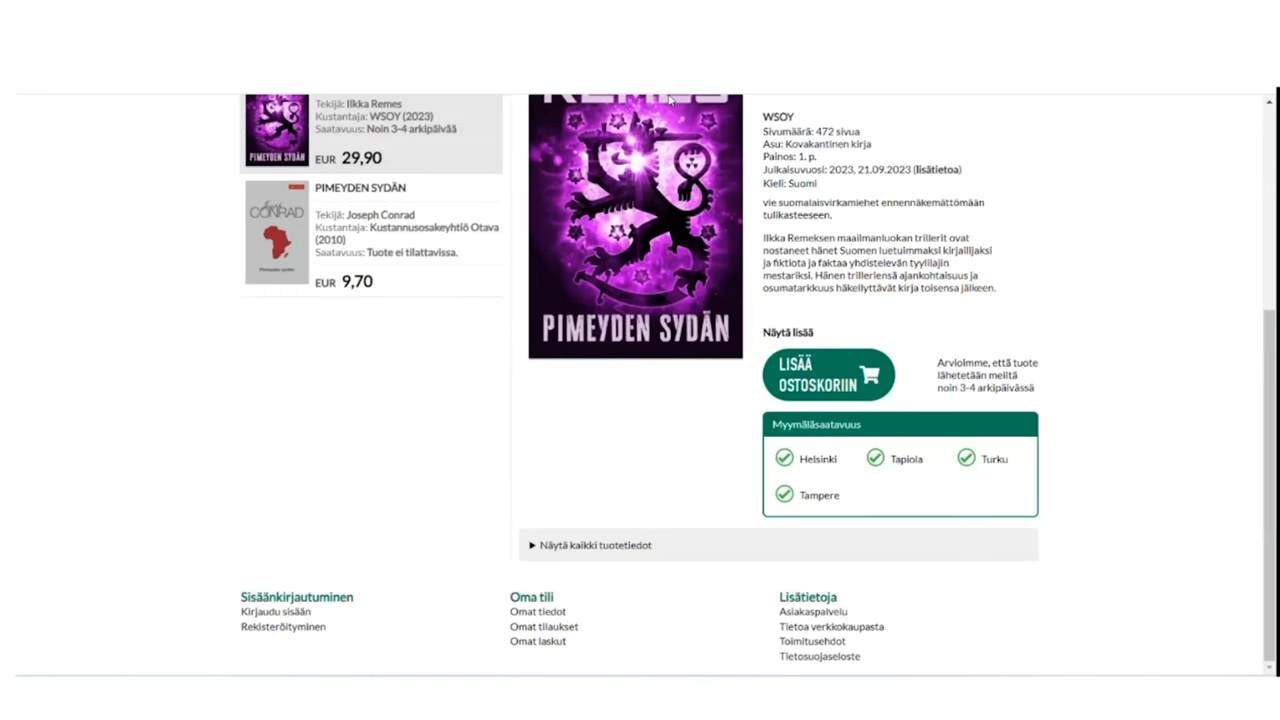 Tekijä: Ilkka Remes
Kustantaja: WSOY (2023)
Saatavuus: Noin 3-4 arkipäivää
PIMEYDEN SYDÄN
EUR 29,90
CONRAD
Pimeyden sydän
PIMEYDEN SYDÄN
Tekijä: Joseph Conrad
Kustantaja: Kustannusosakeyhtiö Otava
(2010)
Saatavuus: Tuote ei tilattavissa.
EUR 9,70
REMES
PIMEYDEN SYDÄN
WSOY
Sivumäärä: 472 sivua
Asu: Kovakantinen kirja
Painos: 1. p.
Julkaisuvuosi: 2023, 21.09.2023 (lisätietoa)
Kieli: Suomi
vie suomalaisvirkamiehet ennennäkemättömään
tulikasteeseen.
Ilkka Remeksen maailmanluokan trillerit ovat
nostaneet hänet Suomen luetuimmaksi kirjailijaksi
ja fiktiota ja faktaa yhdistelevän tyylilajin
mestariksi. Hänen trilleriensä ajankohtaisuus ja
osumatarkkuus häkellyttävät kirja toisensa jälkeen.
Näytä lisää
LISÄÄ
OSTOSKORIIN
Arvioimme, että tuote
lähetetään meiltä
noin 3-4 arkipäivässä
Myymäläsaatavuus
Helsinki
Tapiola
Turku
Tampere
Näytä kaikki tuotetiedot
Sisäänkirjautuminen
Kirjaudu sisään
Rekisteröityminen
Oma tili
Omat tiedot
Omat tilaukset
Omat laskut
Lisätietoja
Asiakaspalvelu
Tietoa verkkokaupasta
Toimitusehdot
Tietosuojaseloste